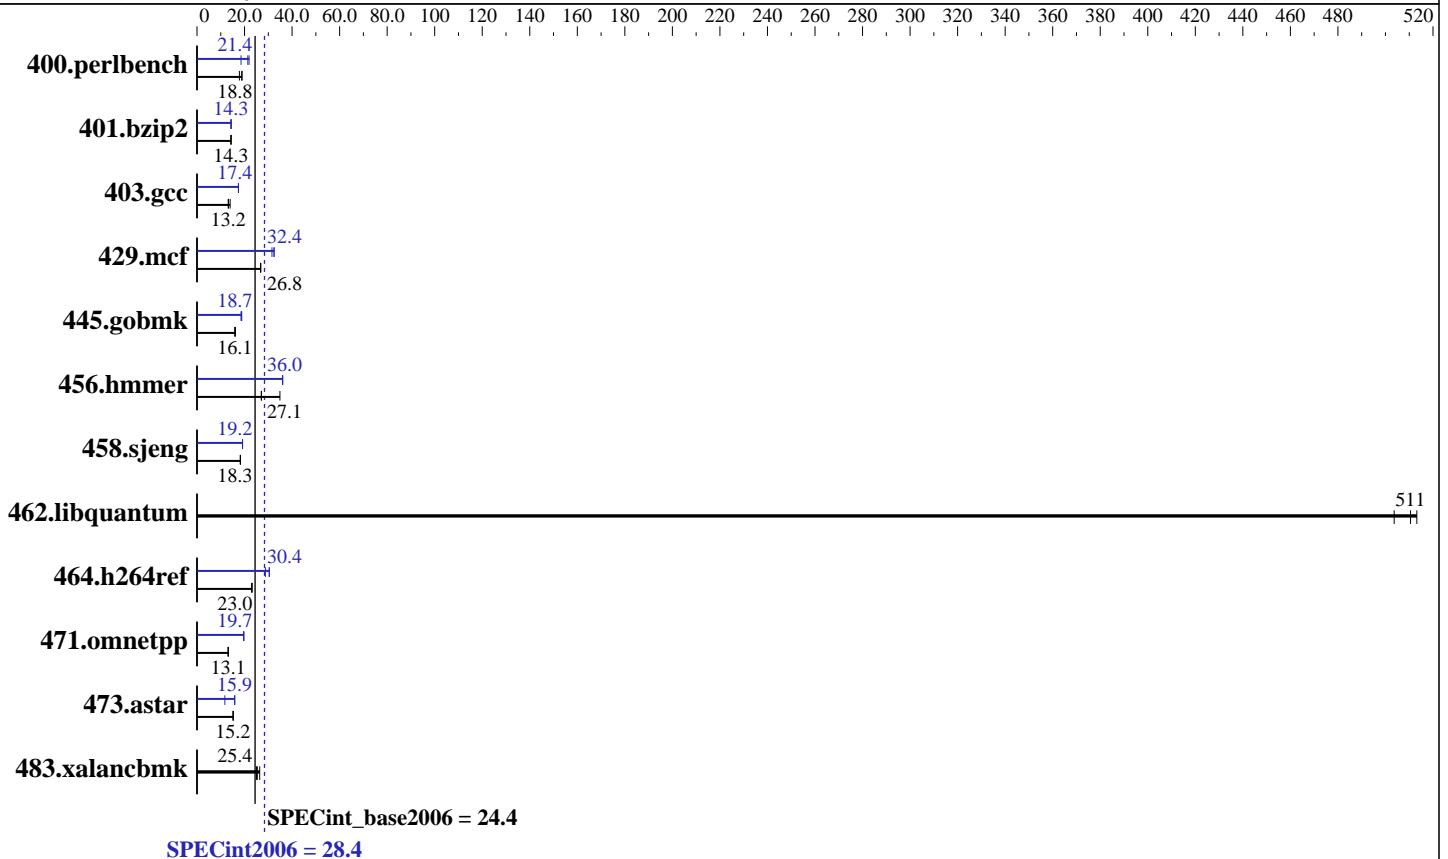 0 20.0 40.0 60.0 80.0 100 120 140 160 180 200 220 240 260 280 300 320 340 360 380 400 420 440 460 480 520
21.4
400.perlbench
18.8
14.3
401.bzip2
14.3
17.4
403.gcc
13.2
32.4
429.mcf
26.8
18.7
445.gobmk
16.1
36.0
456.hmmer
27.1
19.2
458.sjeng
18.3
511
462.libquantum
30.4
464.h264ref
23.0
19.7
471.omnetpp
13.1
15.9
473.astar
15.2
25.4
483.xalancbmk
SPECint_base2006 = 24.4
SPECint2006 = 28.4